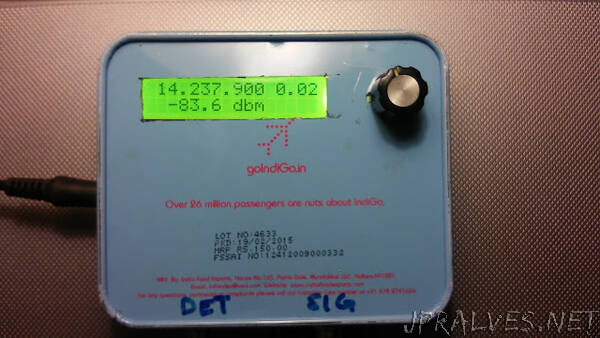 14.237.900 0.02
-83.6 dbm
goIndiGo.in
Over 26 million passengers are nuts about IndiGo.
LOT NO:4633
PKD:19/02/2015
MRP RS.150.00
FSSAI NO:12412009000332
DET SIG
JPRALVES.NET